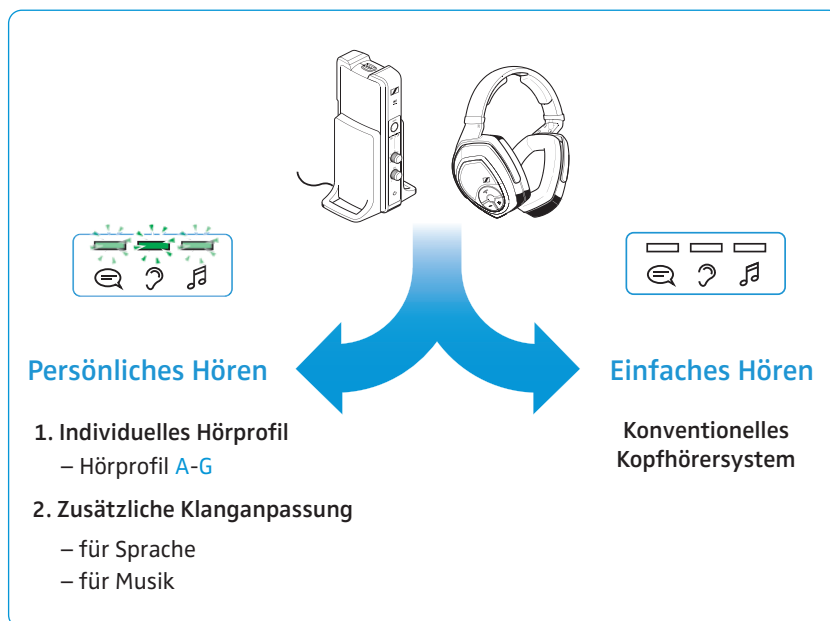 Persönliches Hören
1. Individuelles Hörprofil
– Hörprofil A-G
2. Zusätzliche Klanganpassung
– für Sprache
– für Musik
Einfaches Hören
Konventionelles
Kopfhörersystem